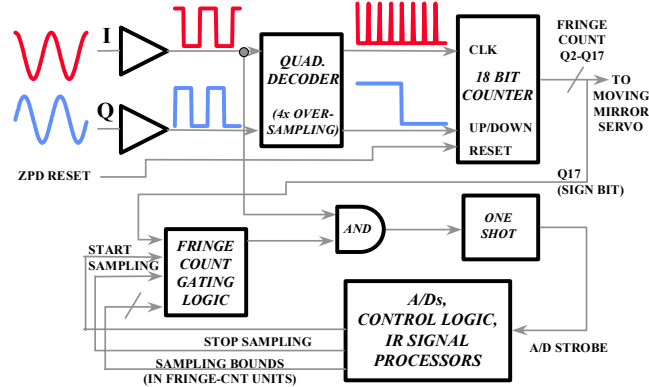 I
Q
QUAD.
DECODER
(4x OVER-
SAMPLING)
CLK
18 BIT
COUNTER
UP/DOWN
RESET
FRINGE
COUNT
Q2-Q17
TO
MOVING
MIRROR
SERVO
ZPD RESET
Q17
(SIGN BIT)
START
SAMPLING
FRINGE
COUNT
GATING
LOGIC
AND
ONE
SHOT
A/Ds,
CONTROL LOGIC,
IR SIGNAL
PROCESSORS
A/D STROBE
STOP SAMPLING
SAMPLING BOUNDS
(IN FRINGE-CNT UNITS)